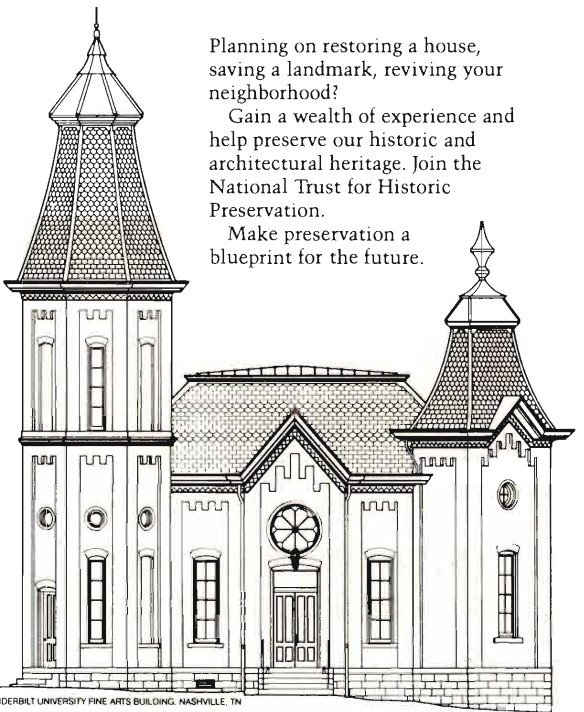 Planning on restoring a house,
saving a landmark, reviving your
neighborhood?
Gain a wealth of experience and
help preserve our historic and
architectural heritage. Join the
National Trust for Historic
Preservation.
Make preservation a
blueprint for the future.
DERBILT UNIVERSITY FINE ARTS BUILDING. NASHVILLE, TN